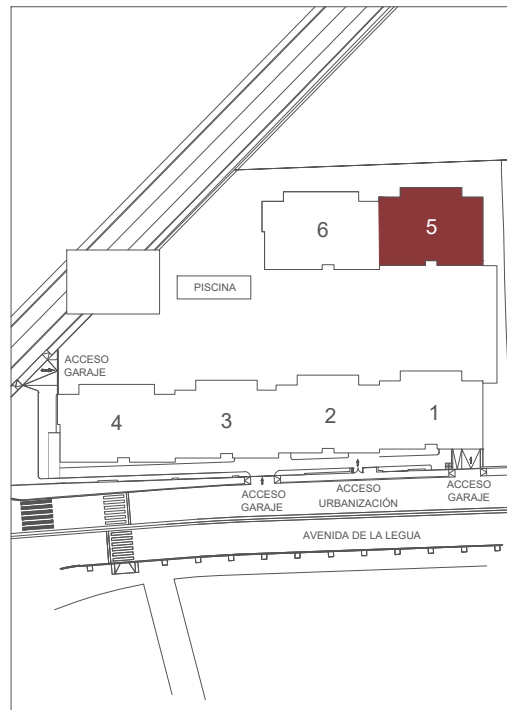 5
6
PISCINA
ACCESO
GARAJE
4
3
2
1
ACCESO
GARAJE
ACCESO
URBANIZACIÓN
ACCESO
GARAJE
AVENIDA DE LA LEGUA